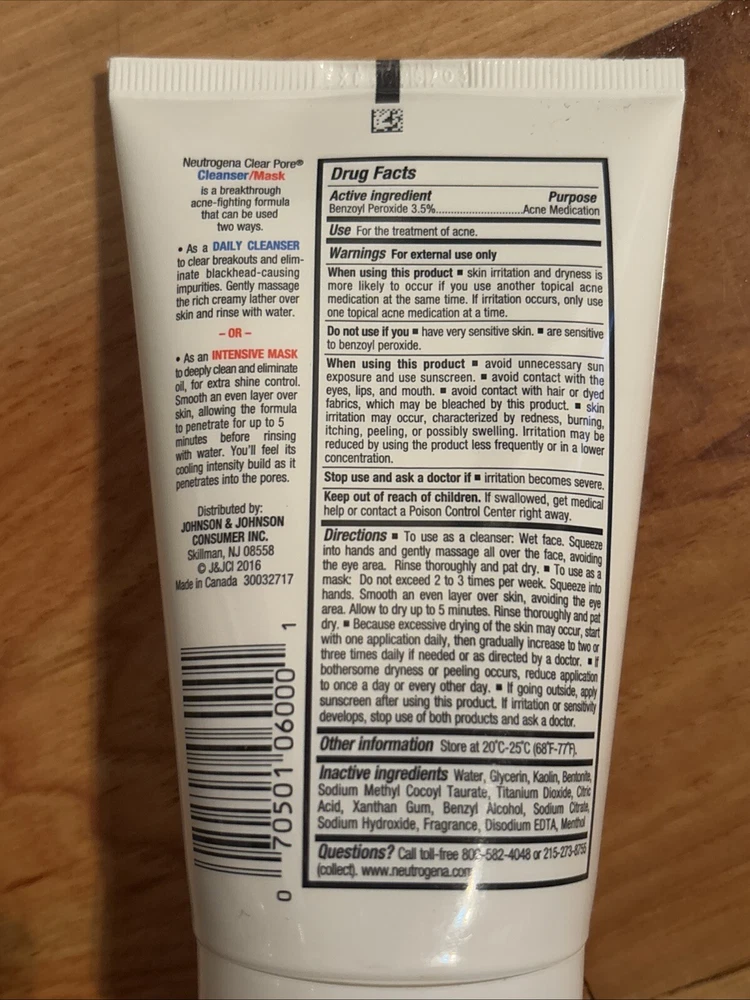 Neutrogena Clear Pore®
Cleanser/Mask
is a breakthrough
acne-fighting formula
that can be used
two ways.
• As a DAILY CLEANSER
to clear breakouts and elim-
inate blackhead-causing
impurities. Gently massage
the rich creamy lather over
skin and rinse with water.
– OR –
• As an INTENSIVE MASK
to deeply clean and eliminate
oil, for extra shine control.
Smooth an even layer over
skin, allowing the formula
to penetrate for up to 5
minutes before rinsing
with water. You'll feel its
cooling intensity build as it
penetrates into the pores.
Distributed by:
JOHNSON & JOHNSON
CONSUMER INC.
Skillman, NJ 08558
© J&JCI 2016
Made in Canada 30032717
0 70501 06000 1
Drug Facts
Active ingredient Purpose
Benzoyl Peroxide 3.5%..........................Acne Medication
Use For the treatment of acne.
Warnings For external use only
When using this product ■ skin irritation and dryness is
more likely to occur if you use another topical acne
medication at the same time. If irritation occurs, only use
one topical acne medication at a time.
Do not use if you ■ have very sensitive skin. ■ are sensitive
to benzoyl peroxide.
When using this product ■ avoid unnecessary sun
exposure and use sunscreen. ■ avoid contact with the
eyes, lips, and mouth. ■ avoid contact with hair or dyed
fabrics, which may be bleached by this product. ■ skin
irritation may occur, characterized by redness, burning,
itching, peeling, or possibly swelling. Irritation may be
reduced by using the product less frequently or in a lower
concentration.
Stop use and ask a doctor if ■ irritation becomes severe.
Keep out of reach of children. If swallowed, get medical
help or contact a Poison Control Center right away.
Directions ■ To use as a cleanser: Wet face. Squeeze
into hands and gently massage all over the face, avoiding
the eye area. Rinse thoroughly and pat dry. ■ To use as a
mask: Do not exceed 2 to 3 times per week. Squeeze into
hands. Smooth an even layer over skin, avoiding the eye
area. Allow to dry up to 5 minutes. Rinse thoroughly and pat
dry. ■ Because excessive drying of the skin may occur, start
with one application daily, then gradually increase to two or
three times daily if needed or as directed by a doctor. ■ If
bothersome dryness or peeling occurs, reduce application
to once a day or every other day. ■ If going outside, apply
sunscreen after using this product. If irritation or sensitivity
develops, stop use of both products and ask a doctor.
Other information Store at 20°C-25°C (68°F-77°F).
Inactive ingredients Water, Glycerin, Kaolin, Bentonite,
Sodium Methyl Cocoyl Taurate, Titanium Dioxide, Citric
Acid, Xanthan Gum, Benzyl Alcohol, Sodium Citrate,
Sodium Hydroxide, Fragrance, Disodium EDTA, Menthol
Questions? Call toll-free 800-582-4048 or 215-273-8755
(collect). www.neutrogena.com